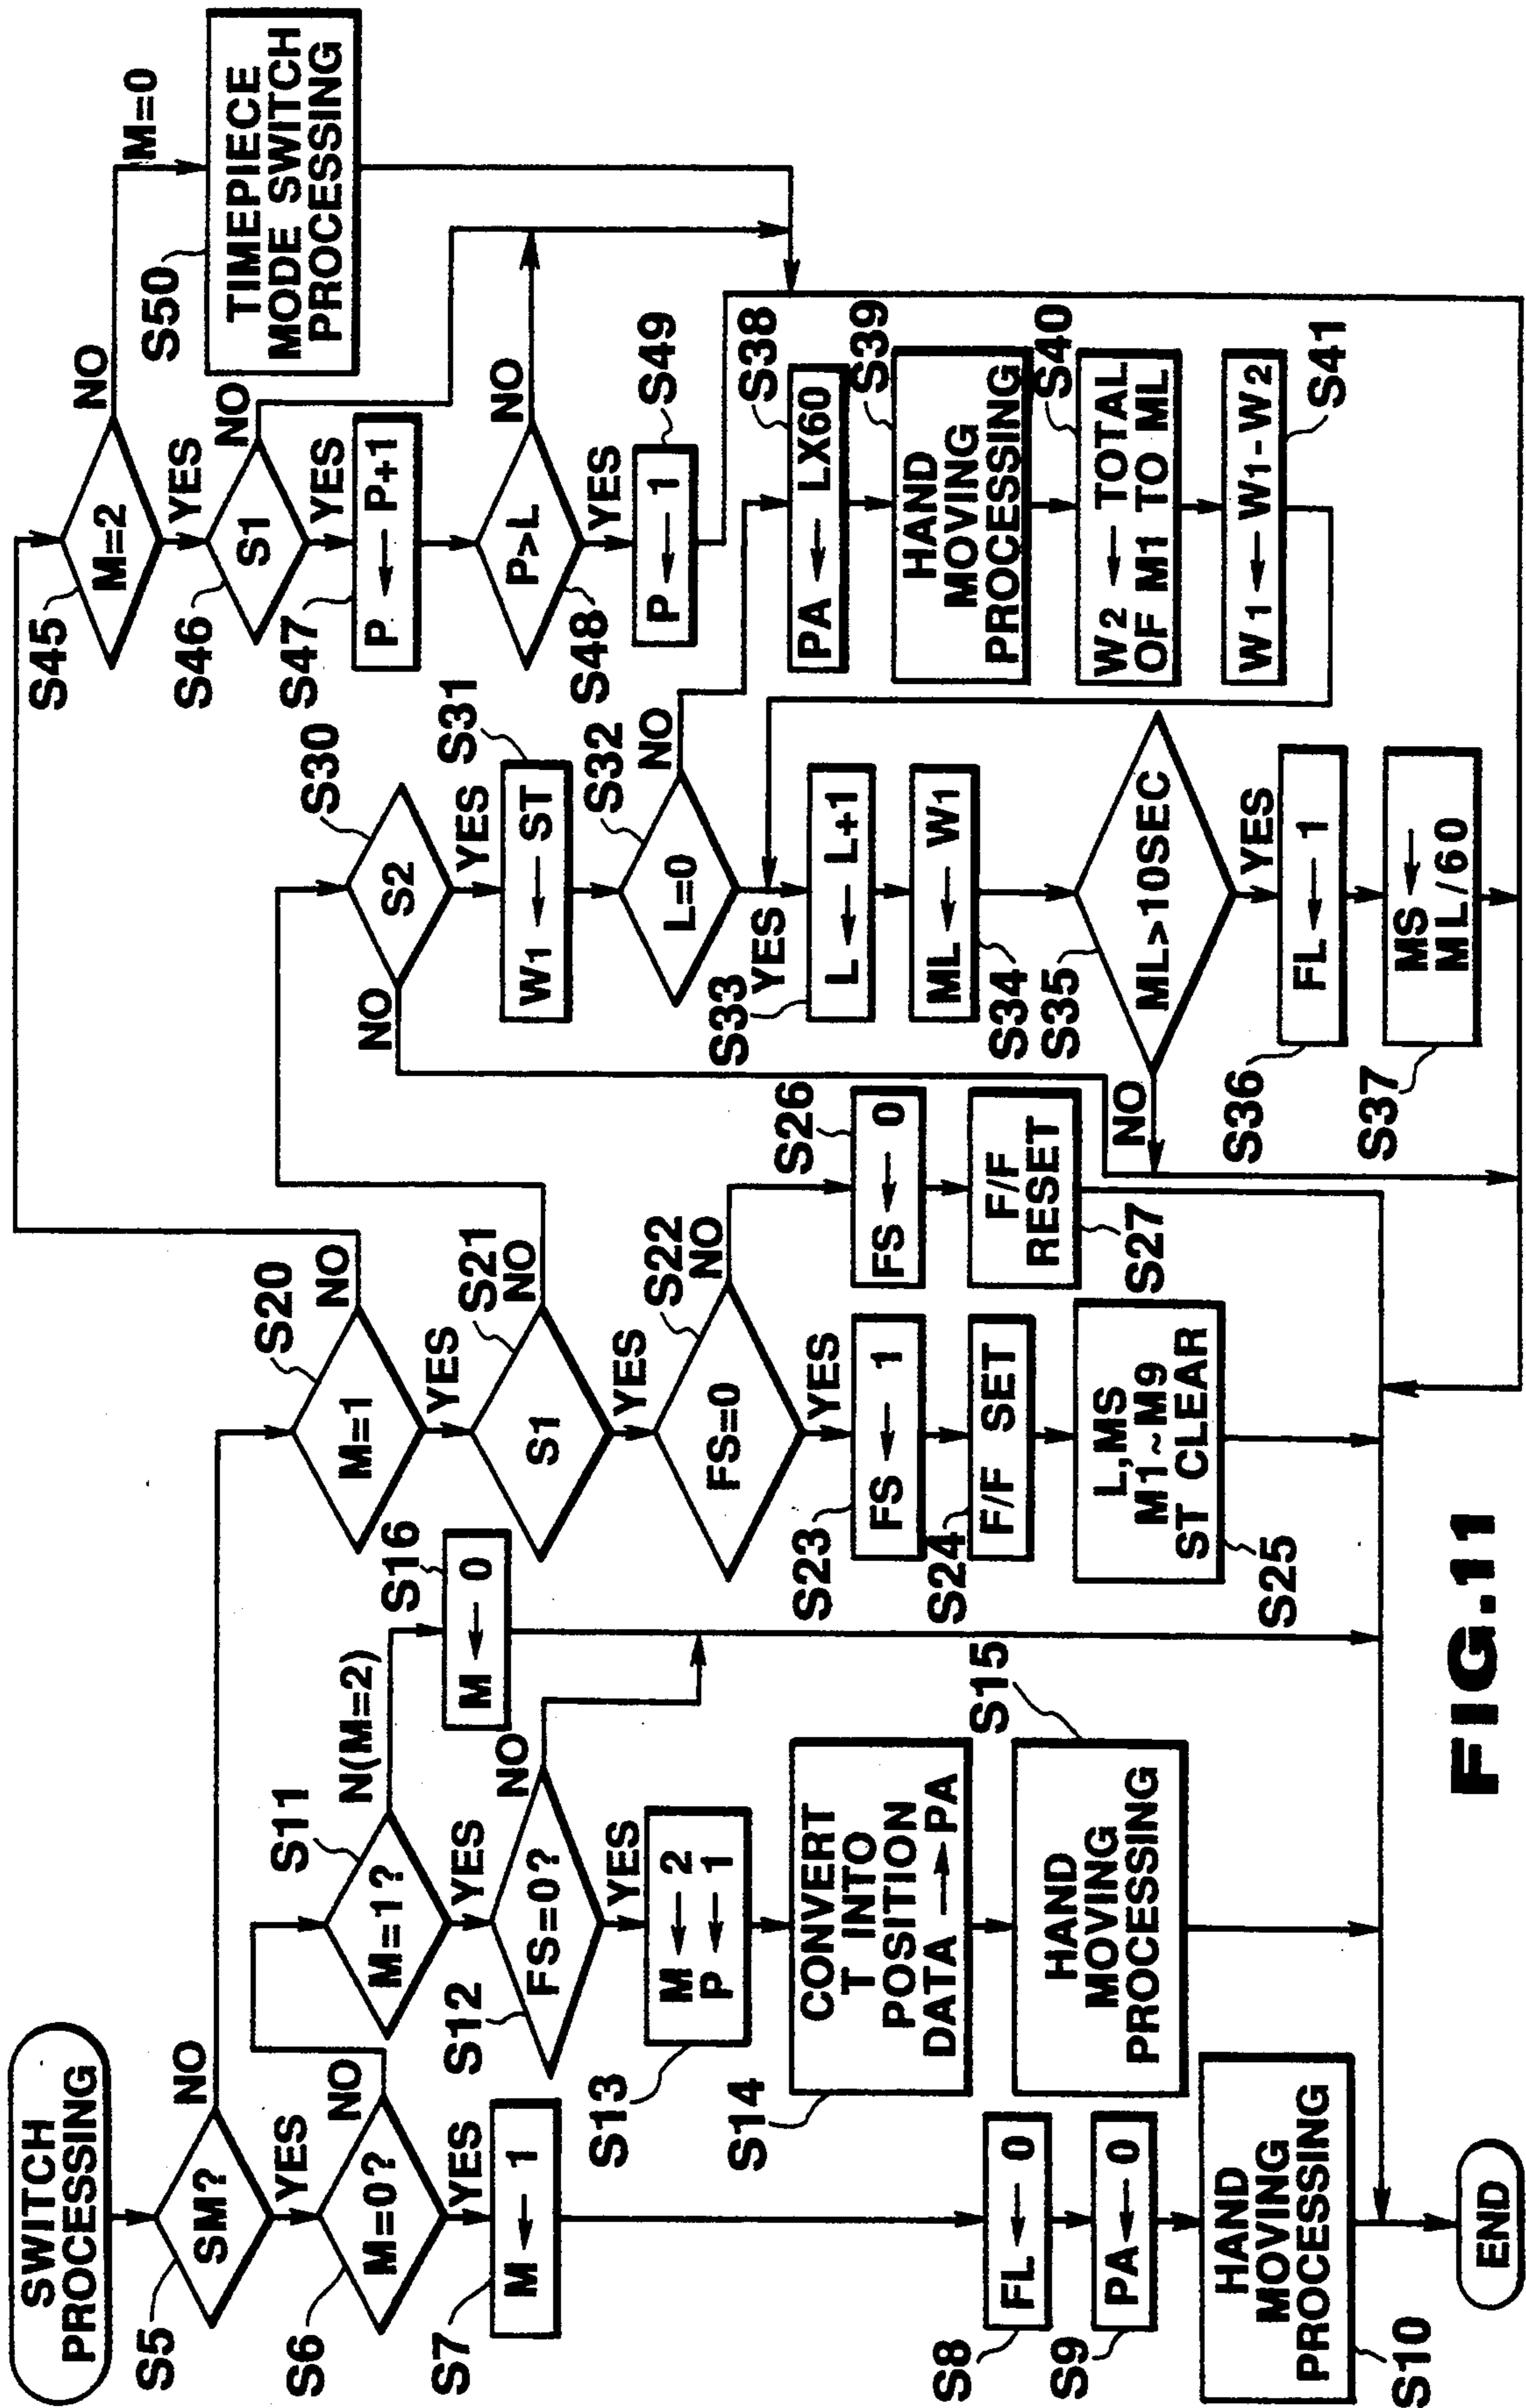 SWITCH
PROCESSING
S5
SM?
NO
YES
S6
M=0?
NO
YES
S7
M ← 1
S8
FL ← 0
S9
PA ← 0
HAND
MOVING
PROCESSING
S10
END
S11
M=1?
N(M=2)
YES
S12
FS=0?
NO
YES
S13
M ← 2
P ← 1
S14
CONVERT
T INTO
POSITION
DATA → PA
S15
HAND
MOVING
PROCESSING
S16
M ← 0
S20
M=1
NO
YES
S21
S1
NO
YES
S22
FS=0
NO
YES
S23
FS ← 1
S24
F/F SET
L,MS
M1~M9
ST CLEAR
S25
S26
FS ← 0
F/F
RESET
S27
S30
S2
NO
YES
S31
W1 ← ST
S32
L=0
NO
YES
S33
L ← L+1
ML ← W1
S34
S35
ML>10SEC
NO
YES
FL ← 1
S36
MS ←
ML/60
S37
S38
PA ← LX60
S39
HAND
MOVING
PROCESSING
S40
W2 ← TOTAL
OF M1 TO ML
W1 ← W1-W2
S41
S45
M=2
NO
YES
S46
S1
NO
YES
S47
P ← P+1
P>L
S48
NO
YES
P ← 1
S49
M=0
S50
TIMEPIECE
MODE SWITCH
PROCESSING
FIG.11